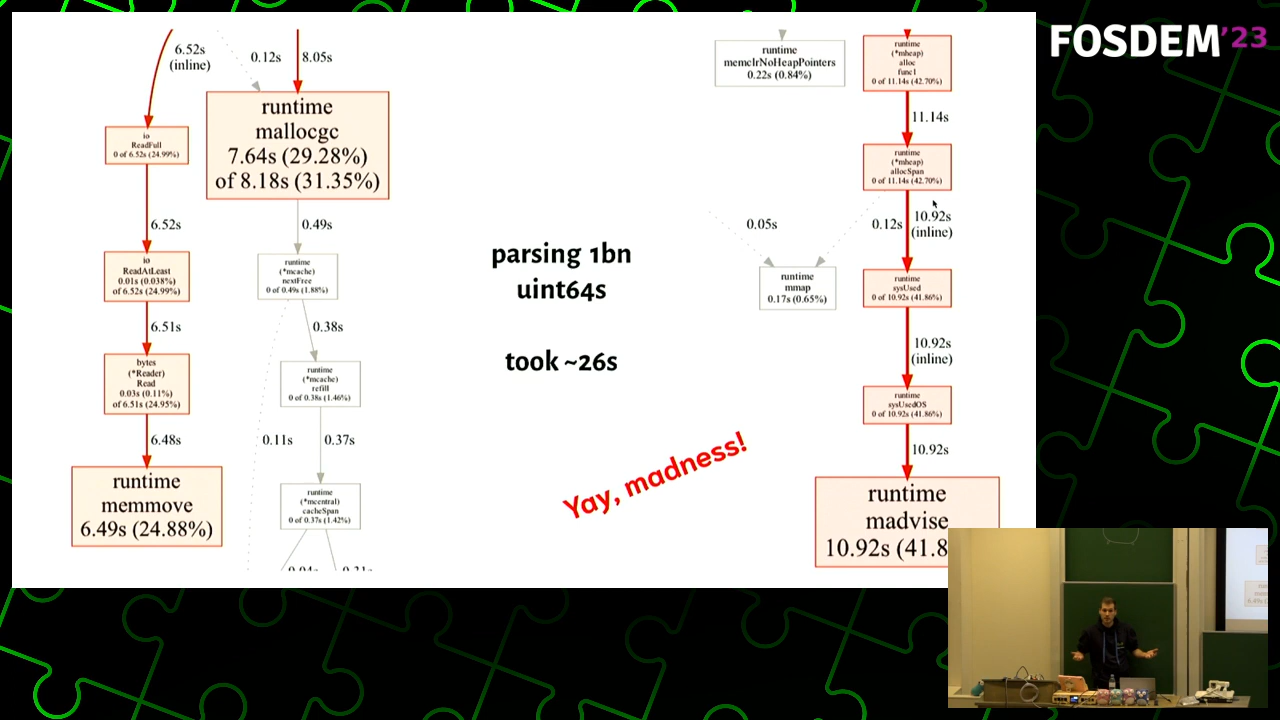 FOSDEM'23
6.52s
(inline)
0.12s
8.05s
runtime
mallocgc
7.64s (29.28%)
of 8.18s (31.35%)
io
ReadFull
0 of 6.52s (24.99%)
6.52s
0.49s
io
ReadAtLeast
0.01s (0.038%)
of 6.52s (24.99%)
runtime
(*mcache)
nextFree
0 of 0.49s (1.88%)
6.51s
0.38s
bytes
(*Reader)
Read
0.03s (0.11%)
of 6.51s (24.95%)
runtime
(*mcache)
refill
0 of 0.38s (1.46%)
6.48s
0.11s
0.37s
runtime
memmove
6.49s (24.88%)
runtime
(*mcentral)
cacheSpan
0 of 0.37s (1.42%)
parsing 1bn
uint64s
took ~26s
Yay, madness!
runtime
memclrNoHeapPointers
0.22s (0.84%)
runtime
(*mheap)
alloc
func1
0 of 11.14s (42.70%)
11.14s
runtime
(*mheap)
allocSpan
0 of 11.14s (42.70%)
0.05s
0.12s
10.92s
(inline)
runtime
mmap
0.17s (0.65%)
runtime
sysUsed
0 of 10.92s (41.86%)
10.92s
(inline)
runtime
sysUsedOS
0 of 10.92s (41.86%)
10.92s
runtime
madvise
10.92s (41.8